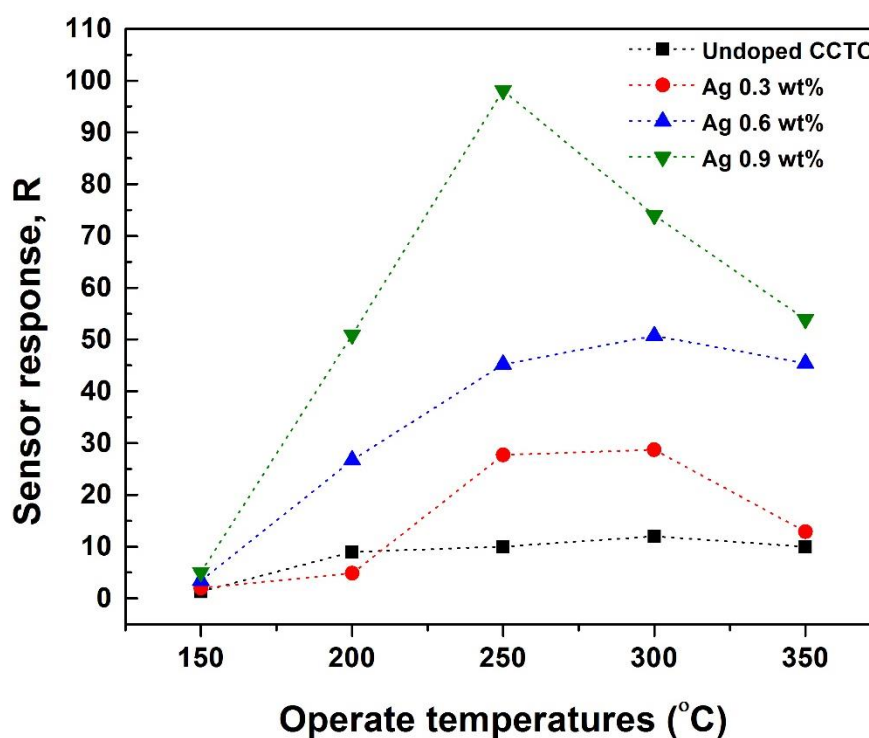 110
100
90
80
70
60
50
40
30
20
10
0
Sensor response, R
Undoped CCTO
Ag 0.3 wt%
Ag 0.6 wt%
Ag 0.9 wt%
150 200 250 300 350
Operate temperatures (°C)